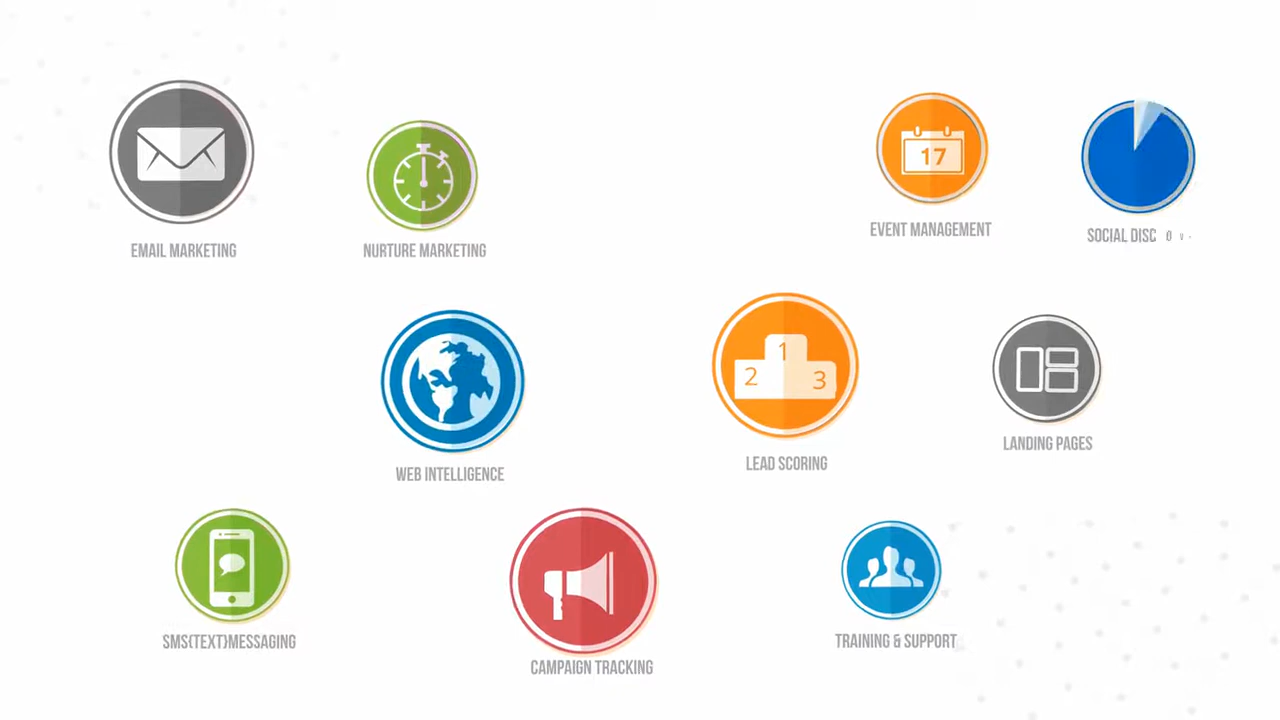 EMAIL MARKETING
NURTURE MARKETING
17
EVENT MANAGEMENT
SOCIAL
WEB INTELLIGENCE
1
2
3
LEAD SCORING
LANDING PAGES
SMS(TEXT)MESSAGING
CAMPAIGN TRACKING
TRAINING & SUPPORT